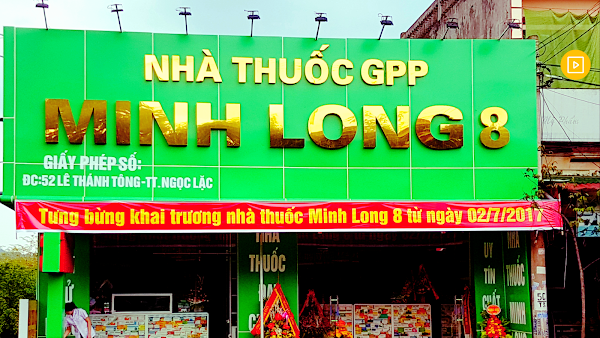 NHÀ THUỐC GPP
MINH LONG 8
GIẤY PHÉP SỐ:
ĐC:52 LÊ THÁNH TÔNG-TT. NGỌC LẶC
Tưng bừng khai trương nhà thuốc Minh Long 8 từ ngày 02/7/2017
NHÀ
THUỐC
UY
TÍN
CHẤT
NHÀ
THUỐC
MINH